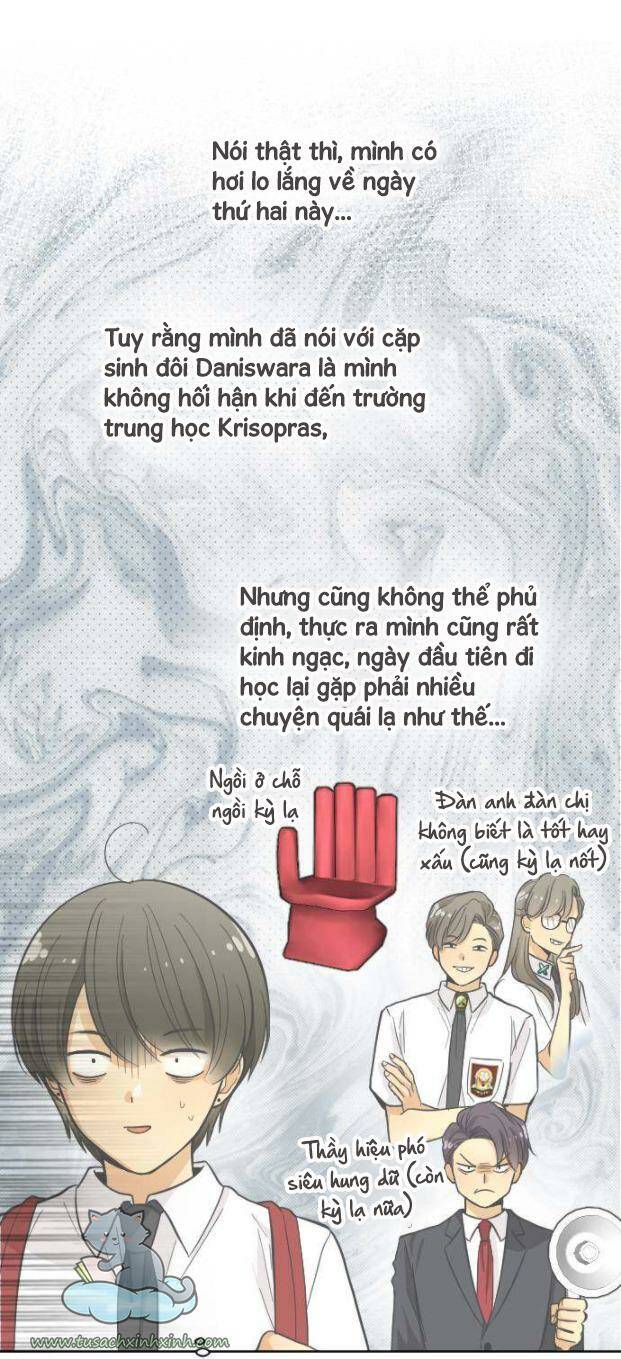 Nói thật thì, mình có
hơi lo lắng về ngày
thứ hai này...
Tuy rằng mình đã nói với cặp
sinh đôi Daniswara là mình
không hối hận khi đến trường
trung học Krisopras,
Nhưng cũng không thể phủ
định, thực ra mình cũng rất
kinh ngạc, ngày đầu tiên đi
học lại gặp phải nhiều
chuyện quái lạ như thế...
Ngồi ở chỗ
ngồi kỳ lạ
Đàn anh đàn chị
không biết là tốt hay
xấu (cũng kỳ lạ nốt)
Thầy hiệu phó
siêu hung dữ (còn
kỳ lạ nữa)
www.tusachxinhxinh.com